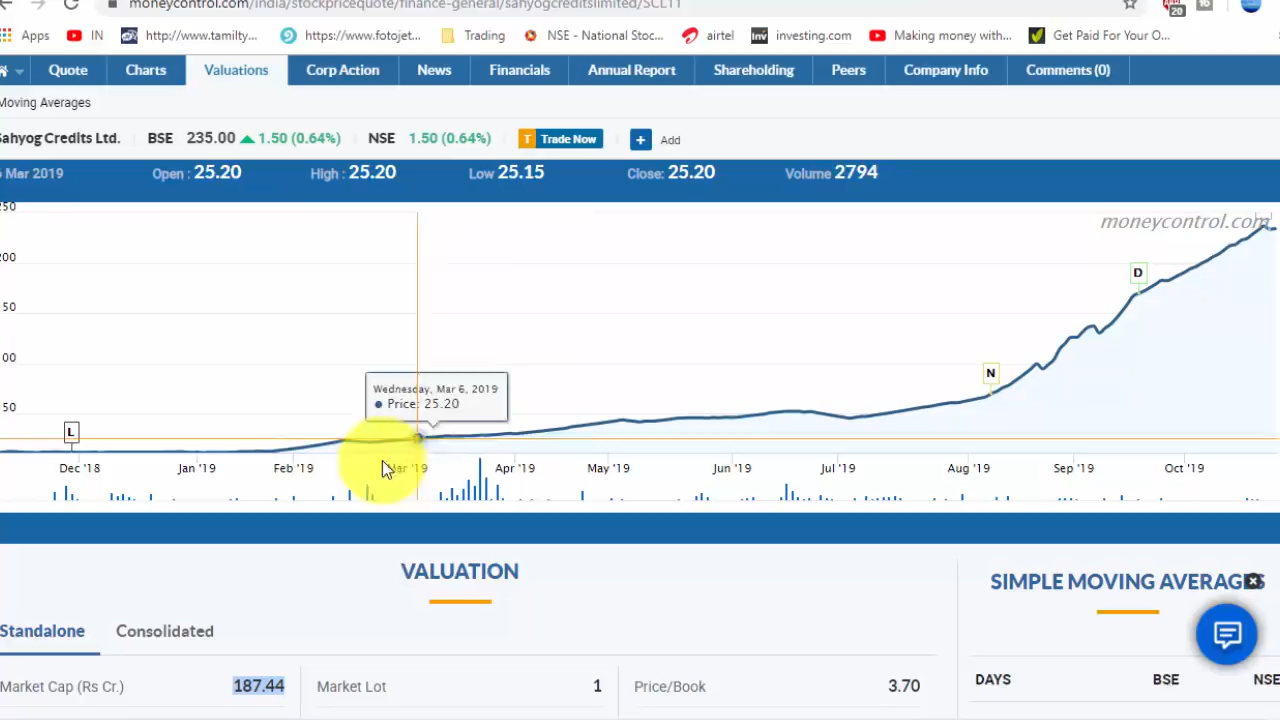 moneycontrol.com/india/stockpricequote/finance-general/sahyogcreditslimited/SCL11
20
16
Apps IN http://www.tamilty... https://www.fotojet... Trading NSE - National Stoc... airtel Inv investing.com Making money with... Get Paid For Your O...
Quote Charts Valuations Corp Action News Financials Annual Report Shareholding Peers Company Info Comments (0)
Moving Averages
Sahyog Credits Ltd. BSE 235.00 1.50 (0.64%) NSE 1.50 (0.64%) T Trade Now + Add
6 Mar 2019 Open : 25.20 High : 25.20 Low 25.15 Close: 25.20 Volume 2794
250
moneycontrol.com
200
D
50
00
N
Wednesday, Mar 6, 2019
Price: 25.20
50
L
Dec '18 Jan '19 Feb '19 Mar '19 Apr '19 May '19 Jun '19 Jul '19 Aug '19 Sep '19 Oct '19
VALUATION
SIMPLE MOVING AVERAGES
Standalone Consolidated
Market Cap (Rs Cr.) 187.44 Market Lot 1 Price/Book 3.70
DAYS BSE NSE